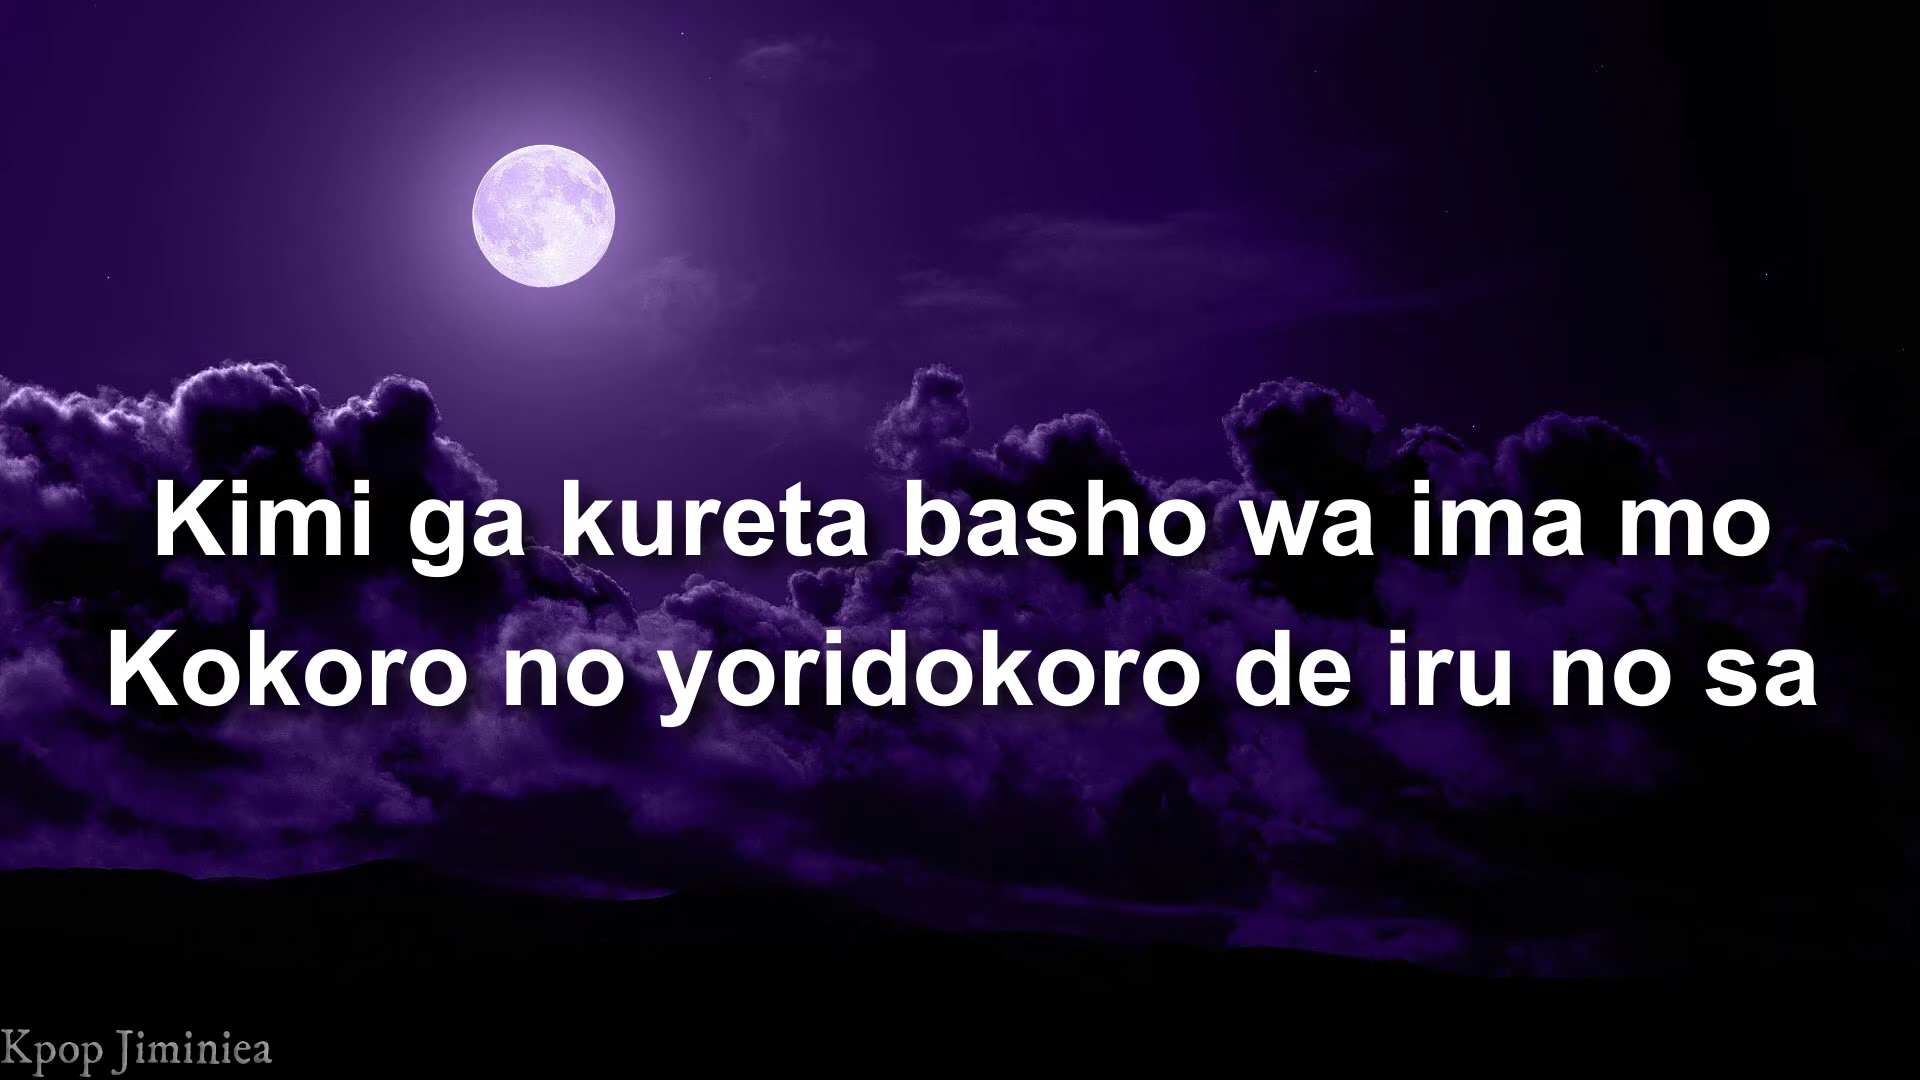 Kimi ga kureta basho wa ima mo
Kokoro no yoridokoro de iru no sa
Kpop Jiminiea